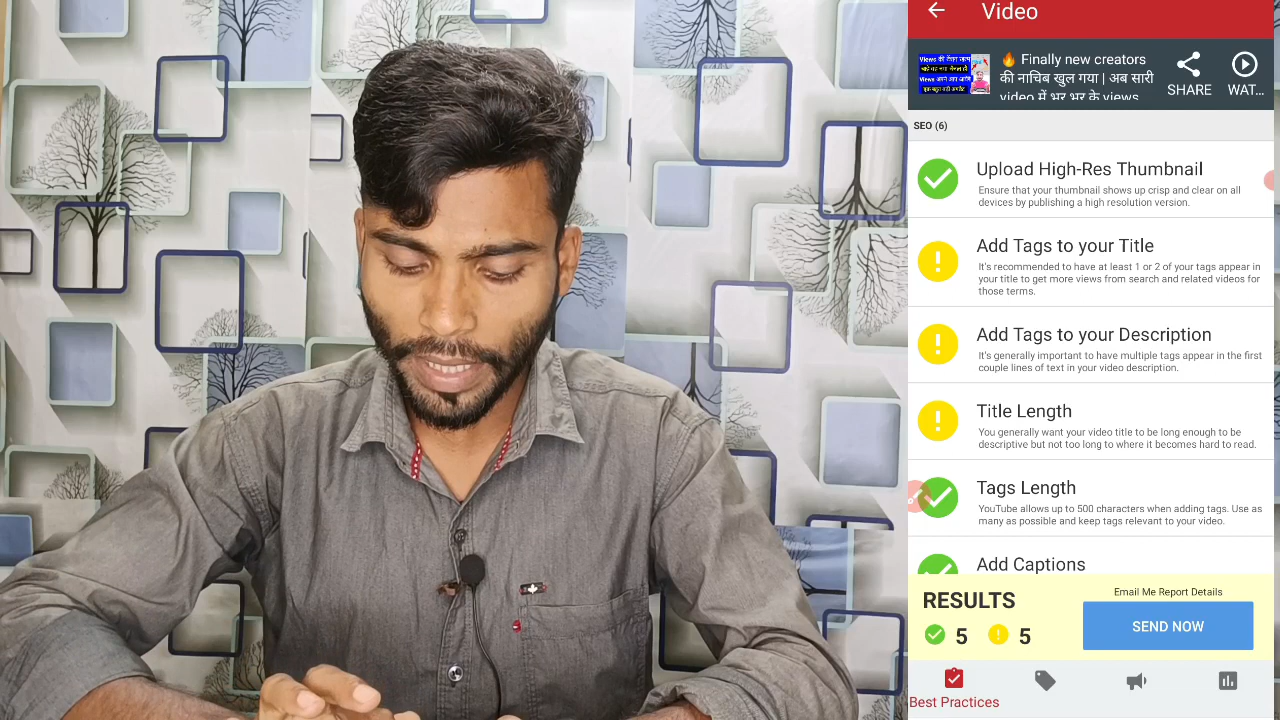 Video
🔥 Finally new creators
की नाचिब खुल गया | अब सारी
video में भर भर के views
SHARE
WAT...
Views की टेंशन खत्म
SEO (6)
Upload High-Res Thumbnail
Ensure that your thumbnail shows up crisp and clear on all
devices by publishing a high resolution version.
Add Tags to your Title
It's recommended to have at least 1 or 2 of your tags appear in
your title to get more views from search and related videos for
those terms.
Add Tags to your Description
It's generally important to have multiple tags appear in the first
couple lines of text in your video description.
Title Length
You generally want your video title to be long enough to be
descriptive but not too long to where it becomes hard to read.
Tags Length
YouTube allows up to 500 characters when adding tags. Use as
many as possible and keep tags relevant to your video.
Add Captions
RESULTS
5
5
Email Me Report Details
SEND NOW
Best Practices